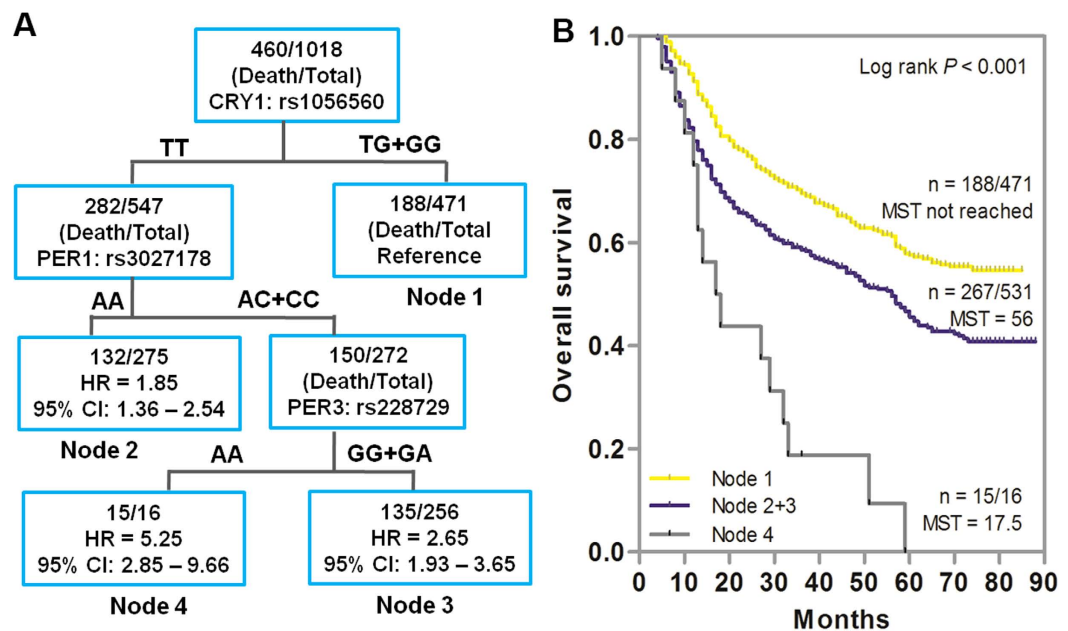 A
460/1018
(Death/Total)
CRY1: rs1056560
TT
TG+GG
282/547
(Death/Total)
PER1: rs3027178
188/471
(Death/Total
Reference
Node 1
AA
AC+CC
132/275
HR = 1.85
95% CI: 1.36 – 2.54
Node 2
150/272
(Death/Total)
PER3: rs228729
AA
GG+GA
15/16
HR = 5.25
95% CI: 2.85 – 9.66
Node 4
135/256
HR = 2.65
95% CI: 1.93 – 3.65
Node 3
B
Overall survival
1.0
0.8
0.6
0.4
0.2
0.0
Log rank P < 0.001
n = 188/471
MST not reached
n = 267/531
MST = 56
n = 15/16
MST = 17.5
Node 1
Node 2+3
Node 4
0 10 20 30 40 50 60 70 80 90
Months